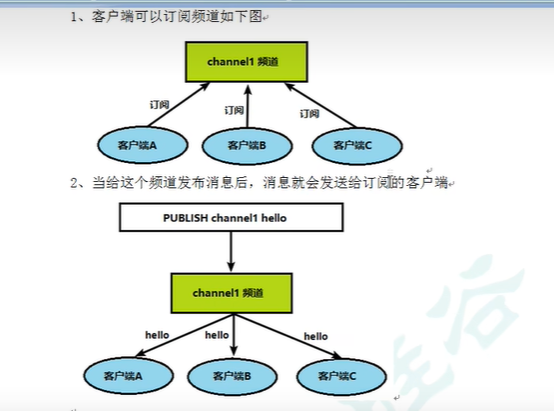 1、客户端可以订阅频道如下图
channel1 频道
订阅 订阅 订阅
客户端A 客户端B 客户端C
2、当给这个频道发布消息后，消息就会发送给订阅的客户端
PUBLISH channel1 hello
channel1 频道
hello hello hello
客户端A 客户端B 客户端C